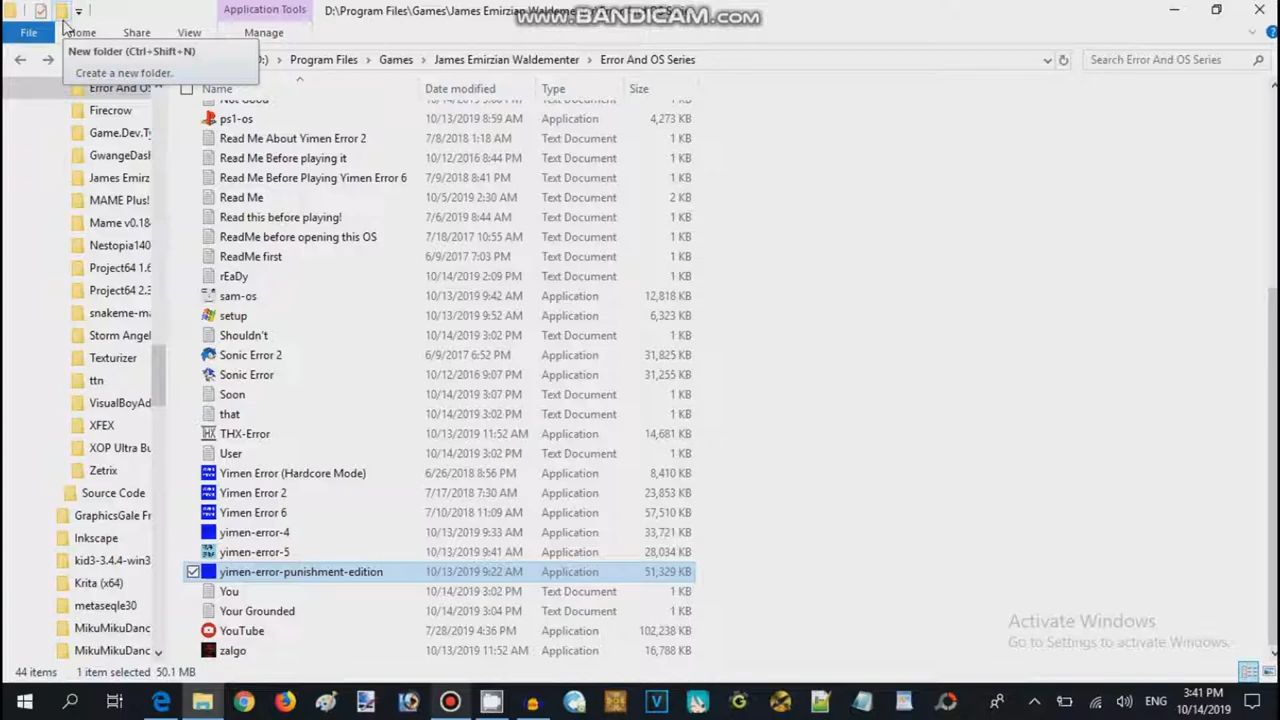 Application Tools
D:\Program Files\Games\James Emirzian
www.BANDICAM.com
File
Home
Share
View
Manage
New folder (Ctrl+Shift+N)
Create a new folder.
Program Files
Games
James Emirzian Waldementer
Error And OS Series
Search Error And OS Series
Name
Date modified
Type
Size
Error And OS
Firecrow
Game.Dev.Ty
GwangeDash
James Emirz
MAME Plus!
Mame v0.18
Nestopia140
Project64 1.6
Project64 2.3
snakeme-ma
Storm Angel
Texturizer
ttn
VisualBoyAd
XFEX
XOP Ultra Bu
Zetrix
Source Code
GraphicsGale Fr
Inkscape
kid3-3.4.4-win3
Krita (x64)
metaseqle30
MikuMikuDanc
MikuMikuDanc
Not Good
ps1-os 10/13/2019 8:59 AM Application 4,273 KB
Read Me About Yimen Error 2 7/8/2018 1:18 AM Text Document 1 KB
Read Me Before playing it 10/12/2016 8:44 PM Text Document 1 KB
Read Me Before Playing Yimen Error 6 7/9/2018 8:41 PM Text Document 1 KB
Read Me 10/5/2019 2:30 AM Text Document 2 KB
Read this before playing! 7/6/2019 8:44 AM Text Document 1 KB
ReadMe before opening this OS 7/18/2017 10:55 AM Text Document 1 KB
ReadMe first 6/9/2017 7:03 PM Text Document 1 KB
rEaDy 10/14/2019 2:09 PM Text Document 1 KB
sam-os 10/13/2019 9:42 AM Application 12,818 KB
setup 10/13/2019 9:52 AM Application 6,323 KB
Shouldn't 10/14/2019 3:02 PM Text Document 1 KB
Sonic Error 2 6/9/2017 6:52 PM Application 31,825 KB
Sonic Error 10/12/2016 9:07 PM Application 31,255 KB
Soon 10/14/2019 3:07 PM Text Document 1 KB
that 10/14/2019 3:02 PM Text Document 1 KB
THX-Error 10/13/2019 11:52 AM Application 14,681 KB
User 10/14/2019 3:02 PM Text Document 1 KB
Yimen Error (Hardcore Mode) 6/26/2018 8:56 PM Application 8,410 KB
Yimen Error 2 7/17/2018 7:30 AM Application 23,853 KB
Yimen Error 6 7/10/2018 11:09 AM Application 57,510 KB
yimen-error-4 10/13/2019 9:33 AM Application 33,721 KB
yimen-error-5 10/13/2019 9:41 AM Application 28,034 KB
yimen-error-punishment-edition 10/13/2019 9:22 AM Application 51,329 KB
You 10/14/2019 3:02 PM Text Document 1 KB
Your Grounded 10/14/2019 3:04 PM Text Document 1 KB
YouTube 7/28/2019 4:36 PM Application 102,238 KB
zalgo 10/13/2019 11:52 AM Application 16,788 KB
Activate Windows
Go to Settings to activate Windows.
44 items 1 item selected 50.1 MB
ENG
3:41 PM
10/14/2019